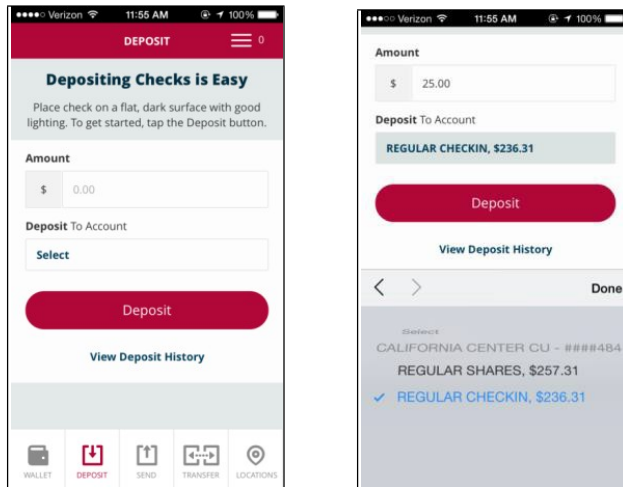 Verizon 11:55 AM 100%
DEPOSIT 0
Depositing Checks is Easy
Place check on a flat, dark surface with good
lighting. To get started, tap the Deposit button.
Amount
$ 0.00
Deposit To Account
Select
Deposit
View Deposit History
WALLET DEPOSIT SEND TRANSFER LOCATIONS
Verizon 11:55 AM 100%
Amount
$ 25.00
Deposit To Account
REGULAR CHECKIN, $236.31
Deposit
View Deposit History
Done
Select
CALIFORNIA CENTER CU - ####484
REGULAR SHARES, $257.31
REGULAR CHECKIN, $236.31